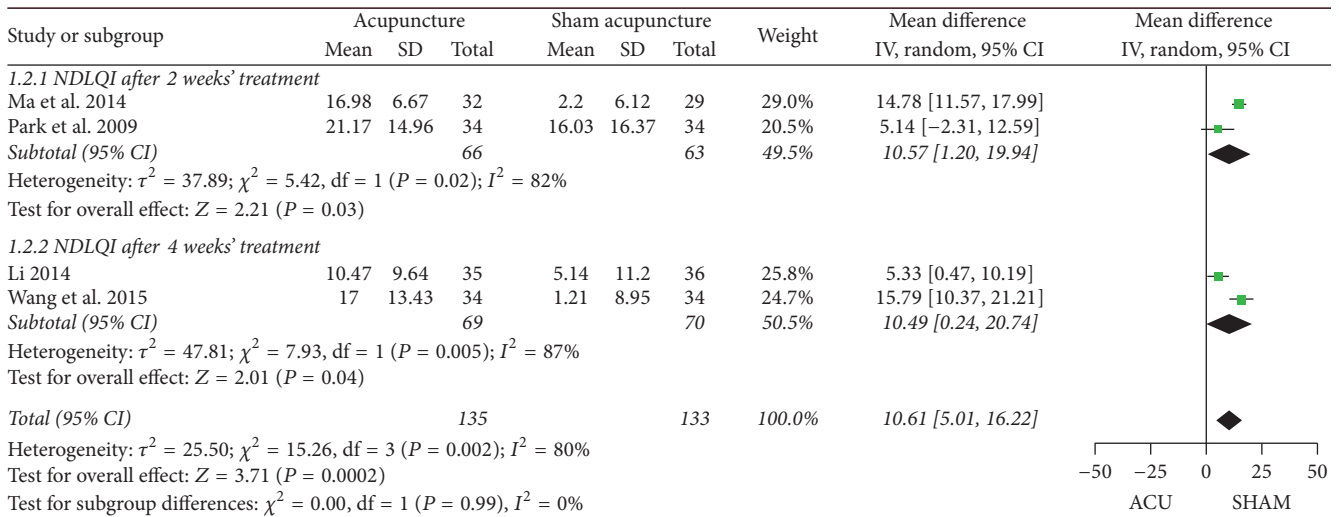 Study or subgroup Acupuncture Sham acupuncture Weight Mean difference Mean difference
Mean SD Total Mean SD Total IV, random, 95% CI IV, random, 95% CI
1.2.1 NDLQI after 2 weeks' treatment
Ma et al. 2014 16.98 6.67 32 2.2 6.12 29 29.0% 14.78 [11.57, 17.99]
Park et al. 2009 21.17 14.96 34 16.03 16.37 34 20.5% 5.14 [−2.31, 12.59]
Subtotal (95% CI) 66 63 49.5% 10.57 [1.20, 19.94]
Heterogeneity: τ² = 37.89; χ² = 5.42, df = 1 (P = 0.02); I² = 82%
Test for overall effect: Z = 2.21 (P = 0.03)
1.2.2 NDLQI after 4 weeks' treatment
Li 2014 10.47 9.64 35 5.14 11.2 36 25.8% 5.33 [0.47, 10.19]
Wang et al. 2015 17 13.43 34 1.21 8.95 34 24.7% 15.79 [10.37, 21.21]
Subtotal (95% CI) 69 70 50.5% 10.49 [0.24, 20.74]
Heterogeneity: τ² = 47.81; χ² = 7.93, df = 1 (P = 0.005); I² = 87%
Test for overall effect: Z = 2.01 (P = 0.04)
Total (95% CI) 135 133 100.0% 10.61 [5.01, 16.22]
Heterogeneity: τ² = 25.50; χ² = 15.26, df = 3 (P = 0.002); I² = 80%
Test for overall effect: Z = 3.71 (P = 0.0002)
Test for subgroup differences: χ² = 0.00, df = 1 (P = 0.99), I² = 0%
−50 −25 0 25 50
ACU SHAM